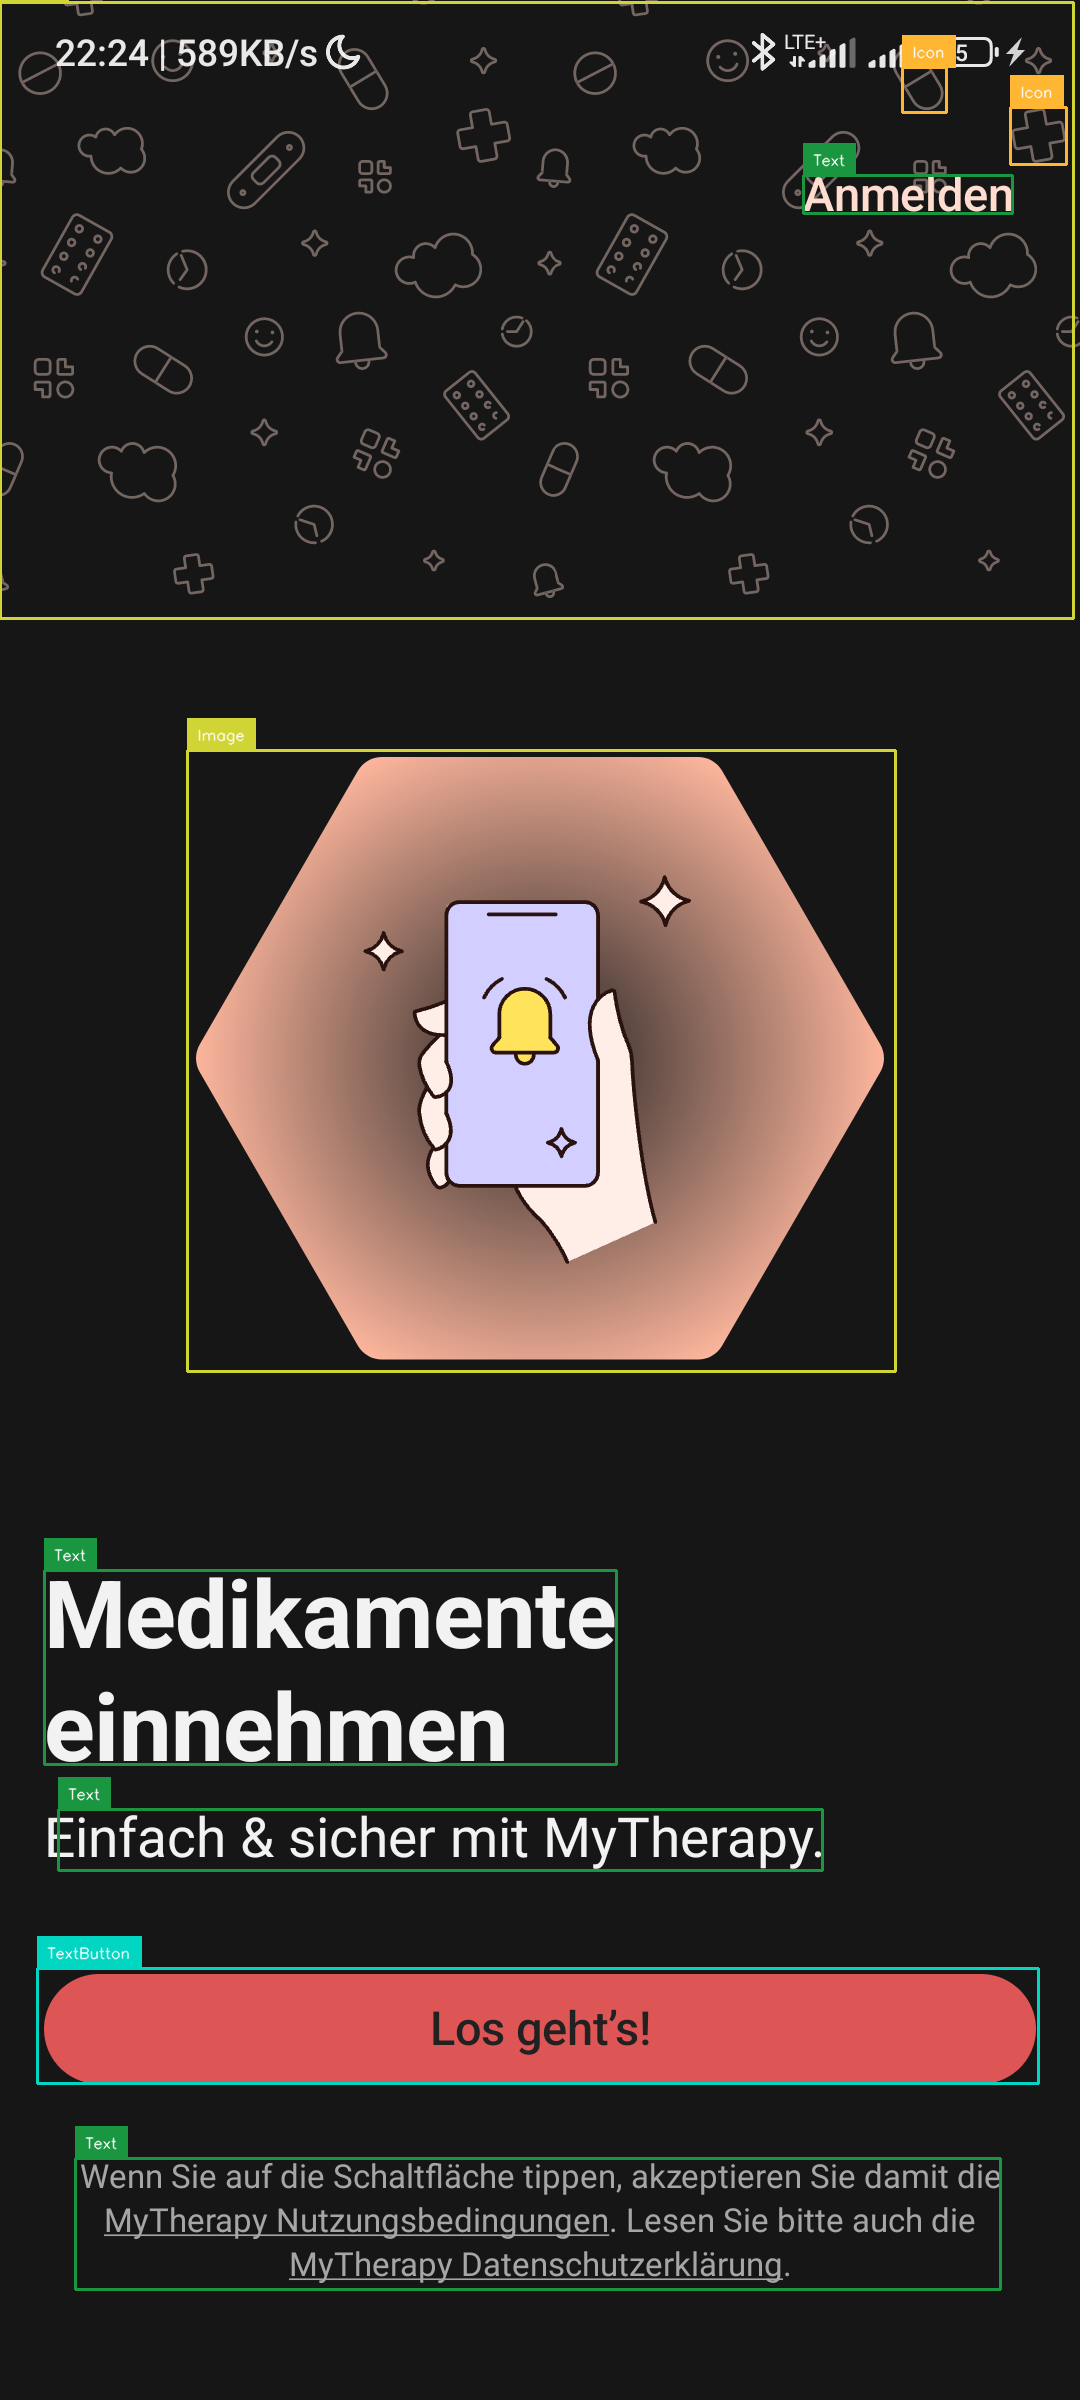 22:24 | 589KB/s
LTE+
Icon
5
Icon
Text
Anmelden
Image
Text
Medikamente
einnehmen
Text
Einfach & sicher mit MyTherapy.
TextButton
Los geht’s!
Text
Wenn Sie auf die Schaltfläche tippen, akzeptieren Sie damit die
MyTherapy Nutzungsbedingungen. Lesen Sie bitte auch die
MyTherapy Datenschutzerklärung.